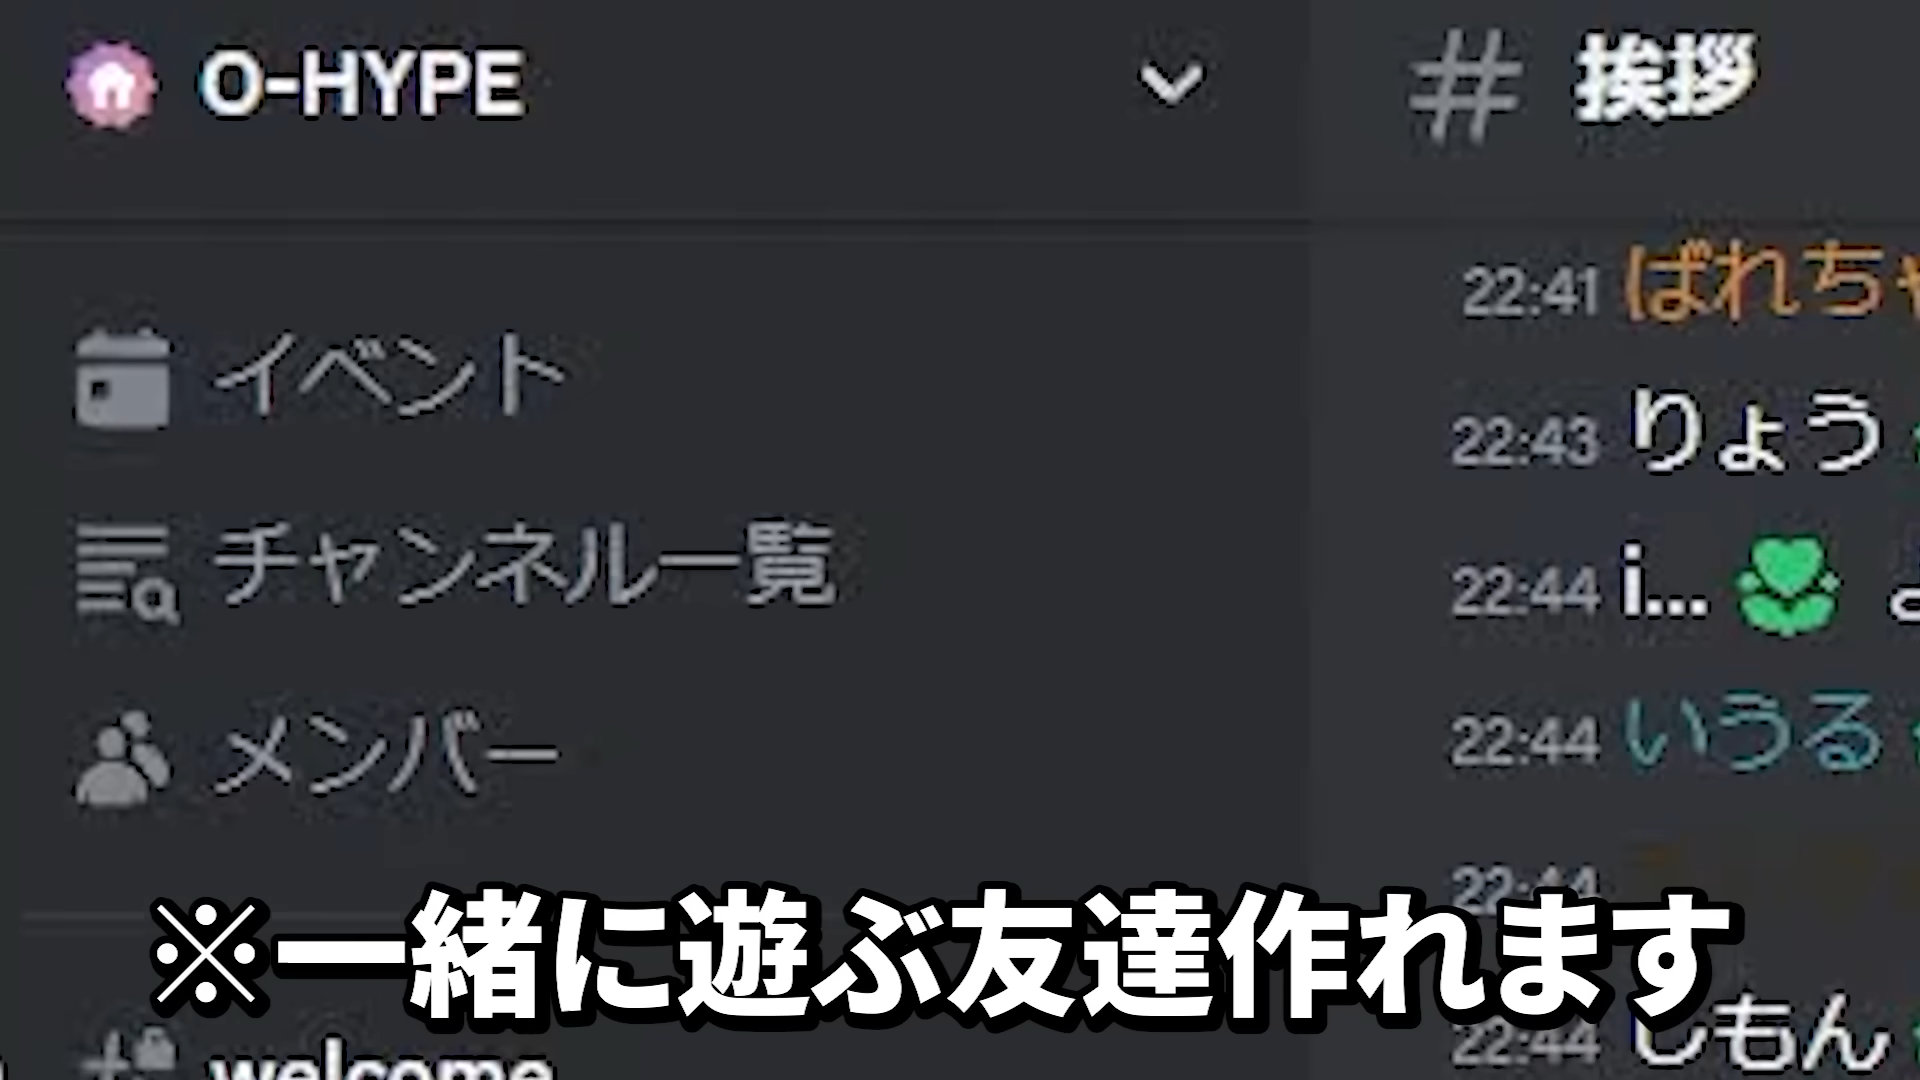 O-HYPE
イベント
チャンネル一覧
メンバー
welcome
# 挨拶
22:41 ばれちゃ
22:43 りょう
22:44 i...
22:44 いうる
22:44
22:44 しもん
※一緒に遊ぶ友達作れます